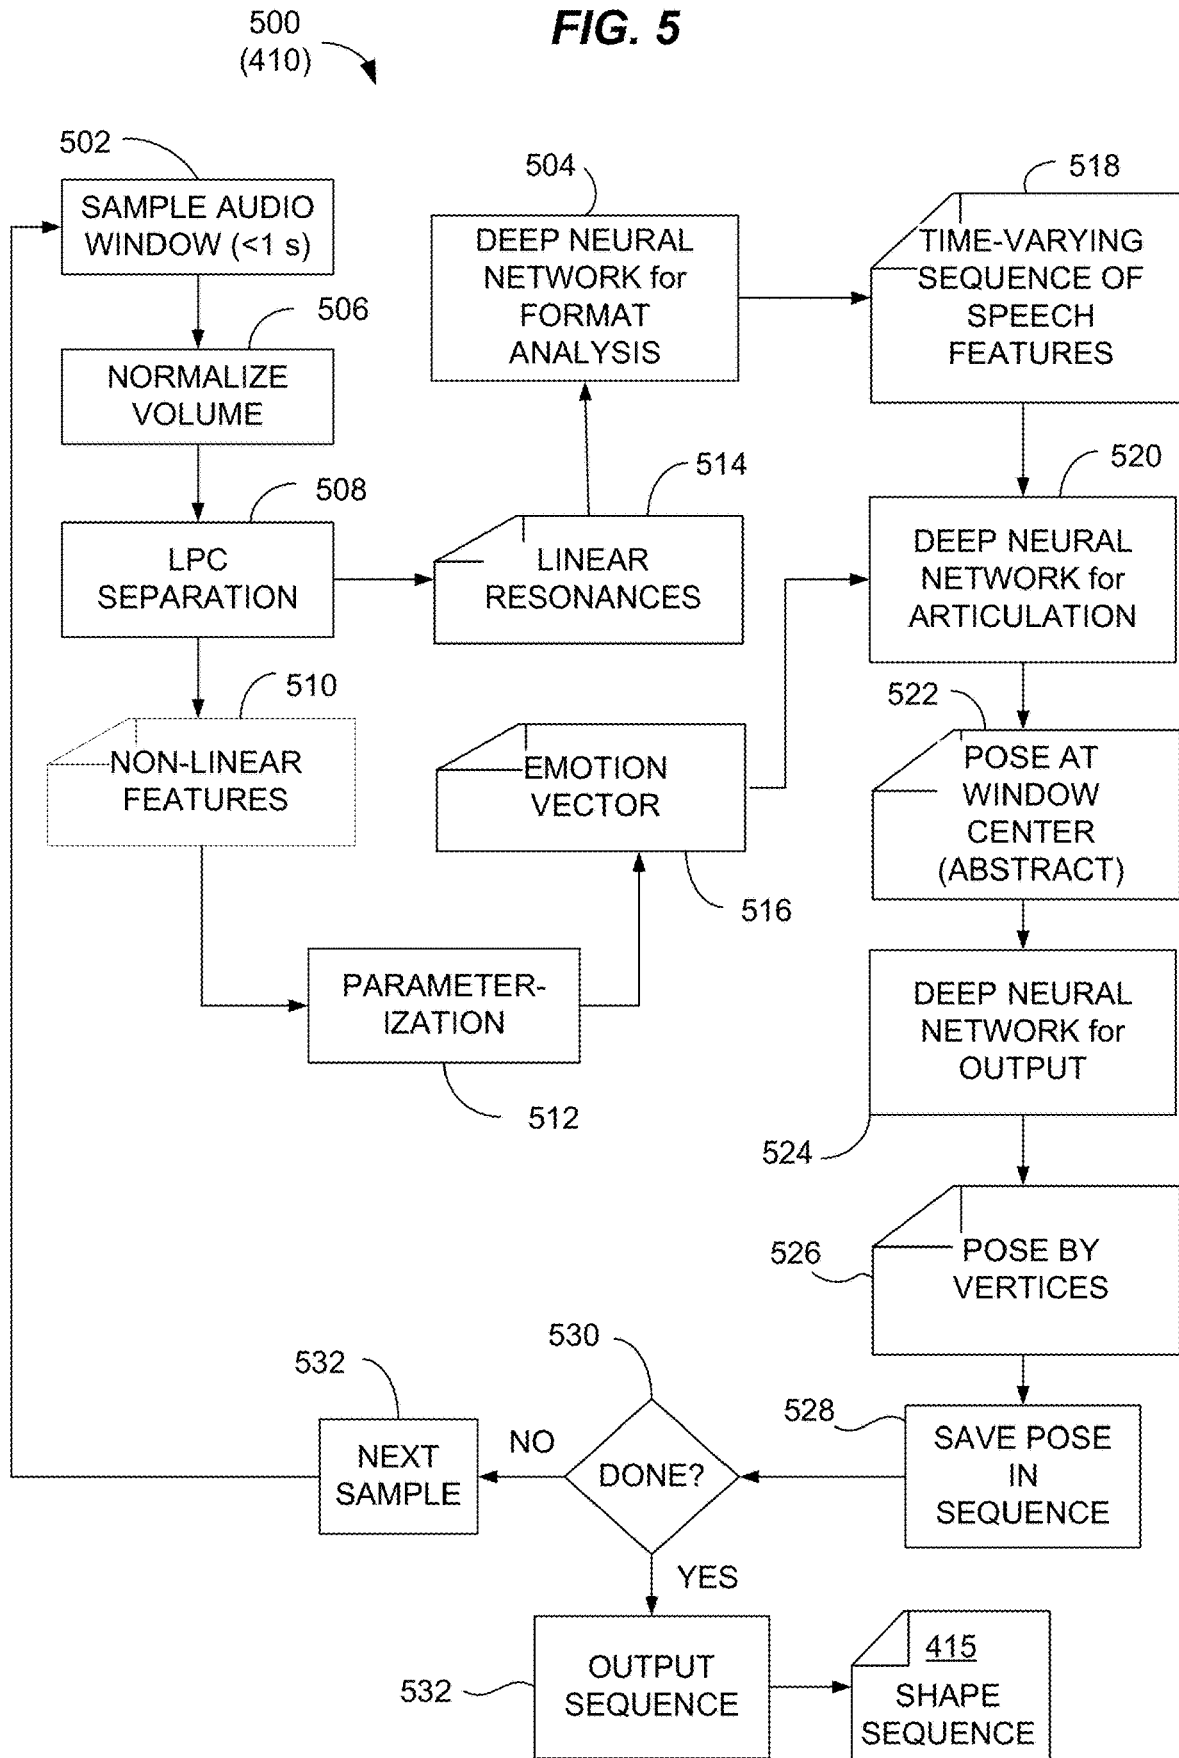 500
(410)
FIG. 5
502
SAMPLE AUDIO
WINDOW (<1 s)
504
DEEP NEURAL
NETWORK for
FORMAT
ANALYSIS
518
TIME-VARYING
SEQUENCE OF
SPEECH
FEATURES
506
NORMALIZE
VOLUME
508
LPC
SEPARATION
514
LINEAR
RESONANCES
520
DEEP NEURAL
NETWORK for
ARTICULATION
510
NON-LINEAR
FEATURES
EMOTION
VECTOR
516
522
POSE AT
WINDOW
CENTER
(ABSTRACT)
PARAMETER-
IZATION
512
DEEP NEURAL
NETWORK for
OUTPUT
524
526
POSE BY
VERTICES
532
NEXT
SAMPLE
NO
530
DONE?
YES
528
SAVE POSE
IN
SEQUENCE
532
OUTPUT
SEQUENCE
415
SHAPE
SEQUENCE